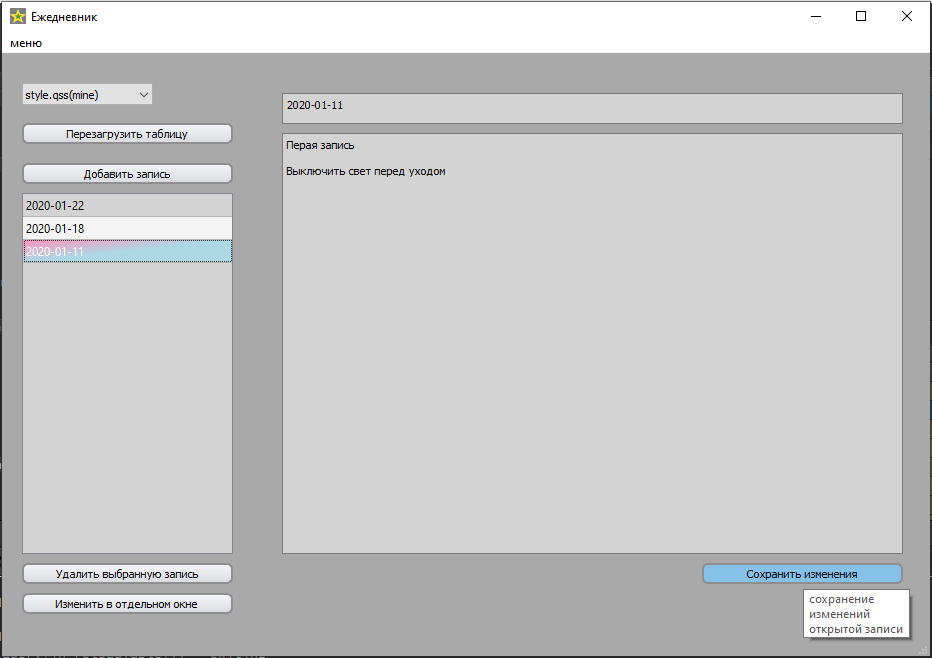 Ежедневник
меню
style.qss(mine)
Перезагрузить таблицу
Добавить запись
2020-01-22
2020-01-18
2020-01-11
Удалить выбранную запись
Изменить в отдельном окне
2020-01-11
Перая запись
Выключить свет перед уходом
Сохранить изменения
сохранение
изменений
открытой записи